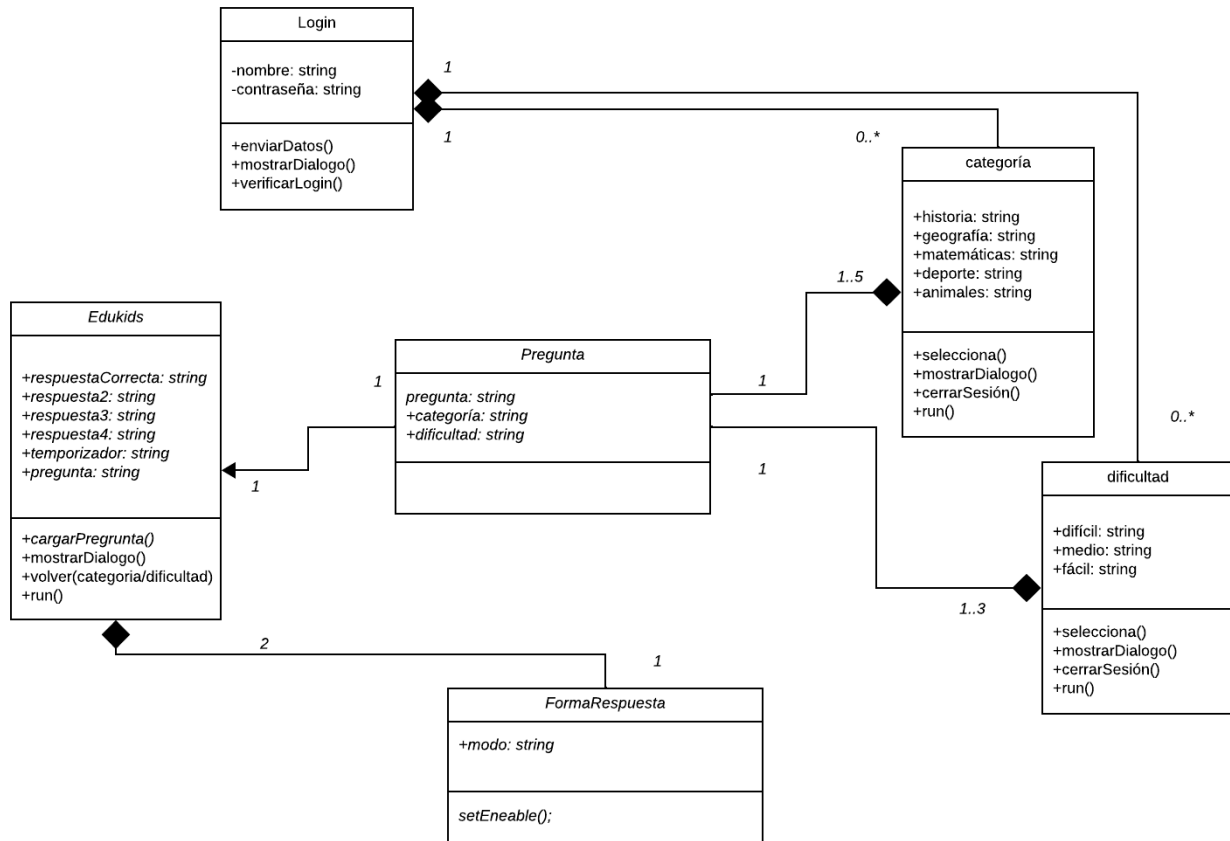 Login
-nombre: string
-contraseña: string
+enviarDatos()
+mostrarDialogo()
+verificarLogin()
1
1
0..*
categoría
+historia: string
+geografía: string
+matemáticas: string
+deporte: string
+animales: string
+selecciona()
+mostrarDialogo()
+cerrarSesión()
+run()
1..5
Edukids
+respuestaCorrecta: string
+respuesta2: string
+respuesta3: string
+respuesta4: string
+temporizador: string
+pregunta: string
+cargarPregrunta()
+mostrarDialogo()
+volver(categoria/dificultad)
+run()
1
1
Pregunta
pregunta: string
+categoría: string
+dificultad: string
1
1
0..*
dificultad
+difícil: string
+medio: string
+fácil: string
+selecciona()
+mostrarDialogo()
+cerrarSesión()
+run()
1..3
2
1
FormaRespuesta
+modo: string
setEneable();